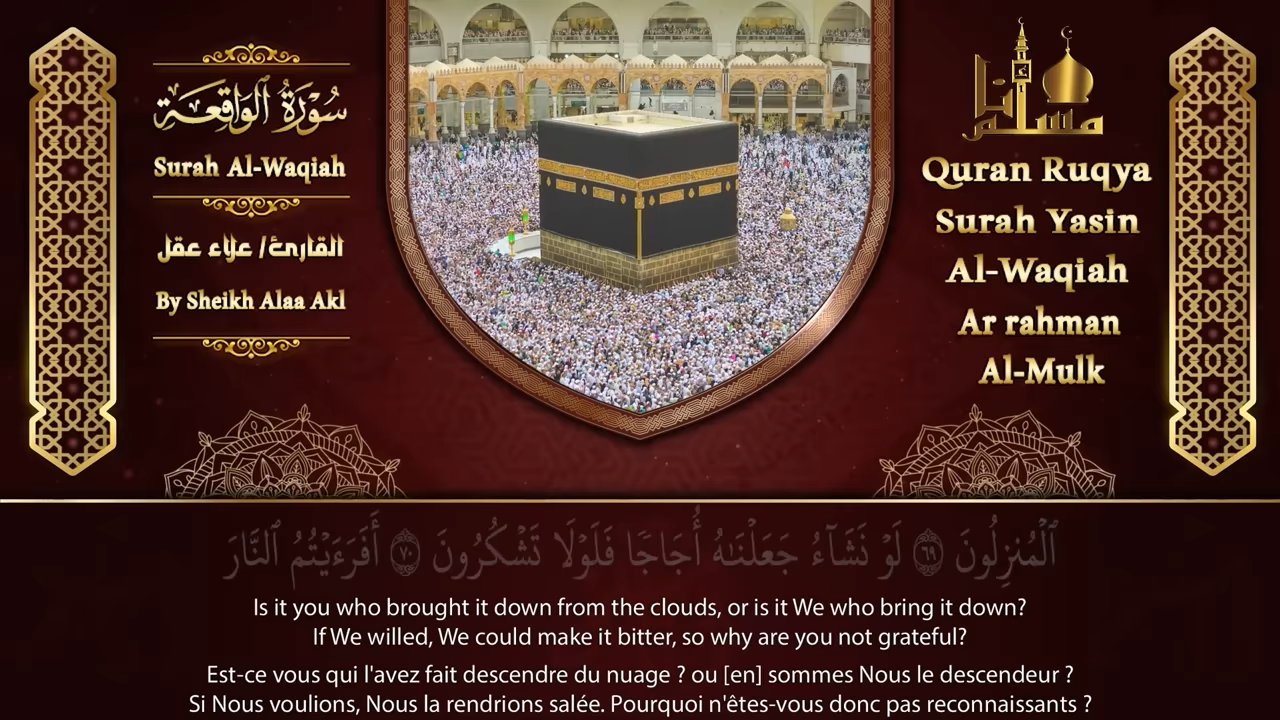 سُورَةُ ٱلْوَاقِعَة
Surah Al-Waqiah
القارئ/ علاء عقل
By Sheikh Alaa Akl
أنا
مسلم
Quran Ruqya
Surah Yasin
Al-Waqiah
Ar rahman
Al-Mulk
ٱلْمُنزِلُونَ ٦٩ لَوْ نَشَآءُ جَعَلْنَـٰهُ أُجَاجًا فَلَوْلَا تَشْكُرُونَ ٧٠ أَفَرَءَيْتُمُ ٱلنَّارَ
Is it you who brought it down from the clouds, or is it We who bring it down?
If We willed, We could make it bitter, so why are you not grateful?
Est-ce vous qui l'avez fait descendre du nuage ? ou [en] sommes Nous le descendeur ?
Si Nous voulions, Nous la rendrions salée. Pourquoi n'êtes-vous donc pas reconnaissants ?